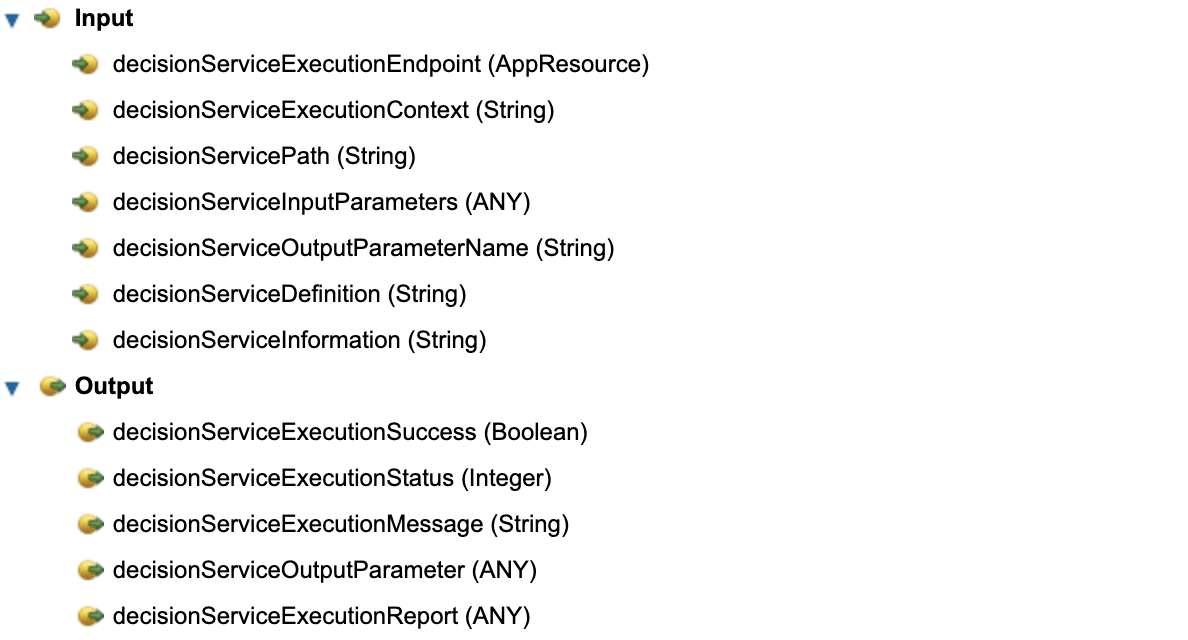 Input
decisionServiceExecutionEndpoint (AppResource)
decisionServiceExecutionContext (String)
decisionServicePath (String)
decisionServiceInputParameters (ANY)
decisionServiceOutputParameterName (String)
decisionServiceDefinition (String)
decisionServiceInformation (String)
Output
decisionServiceExecutionSuccess (Boolean)
decisionServiceExecutionStatus (Integer)
decisionServiceExecutionMessage (String)
decisionServiceOutputParameter (ANY)
decisionServiceExecutionReport (ANY)